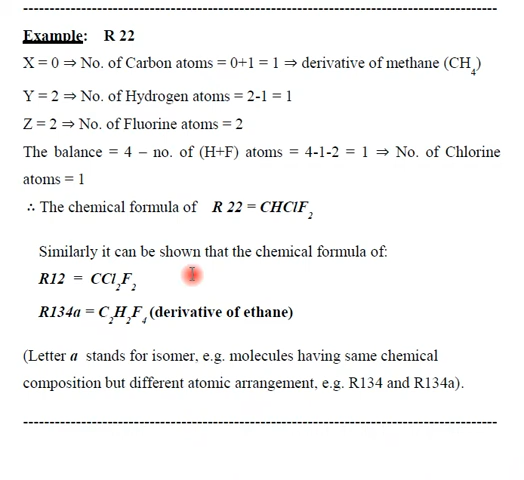 Example: R 22
X = 0 ⇒ No. of Carbon atoms = 0+1 = 1 ⇒ derivative of methane (CH₄)
Y = 2 ⇒ No. of Hydrogen atoms = 2-1 = 1
Z = 2 ⇒ No. of Fluorine atoms = 2
The balance = 4 – no. of (H+F) atoms = 4-1-2 = 1 ⇒ No. of Chlorine
atoms = 1
∴ The chemical formula of R 22 = CHClF₂
Similarly it can be shown that the chemical formula of:
R12 = CCl₂F₂
R134a = C₂H₂F₄ (derivative of ethane)
(Letter a stands for isomer, e.g. molecules having same chemical
composition but different atomic arrangement, e.g. R134 and R134a).